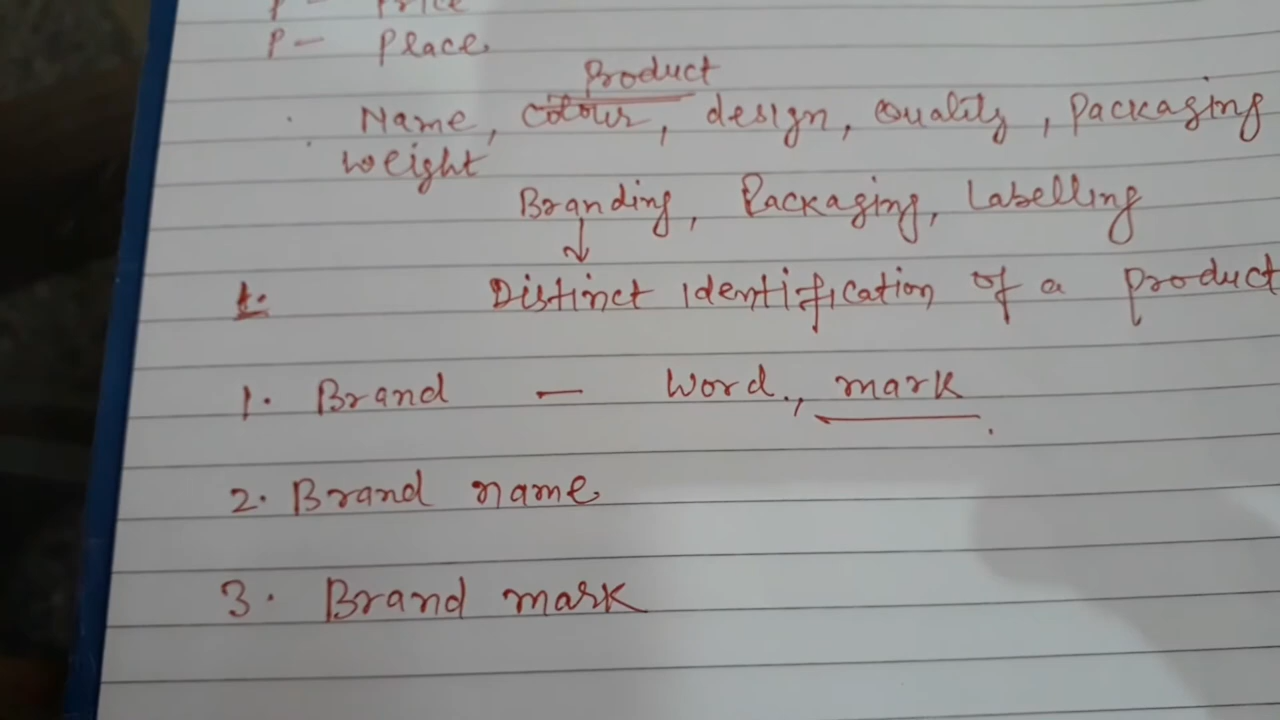 P - Price
P - Place
Product
Name, colour, design, Quality, Packaging
weight
Branding, Packaging, Labelling
Distinct identification of a product
1. Brand - Word, mark
2. Brand name
3. Brand mark